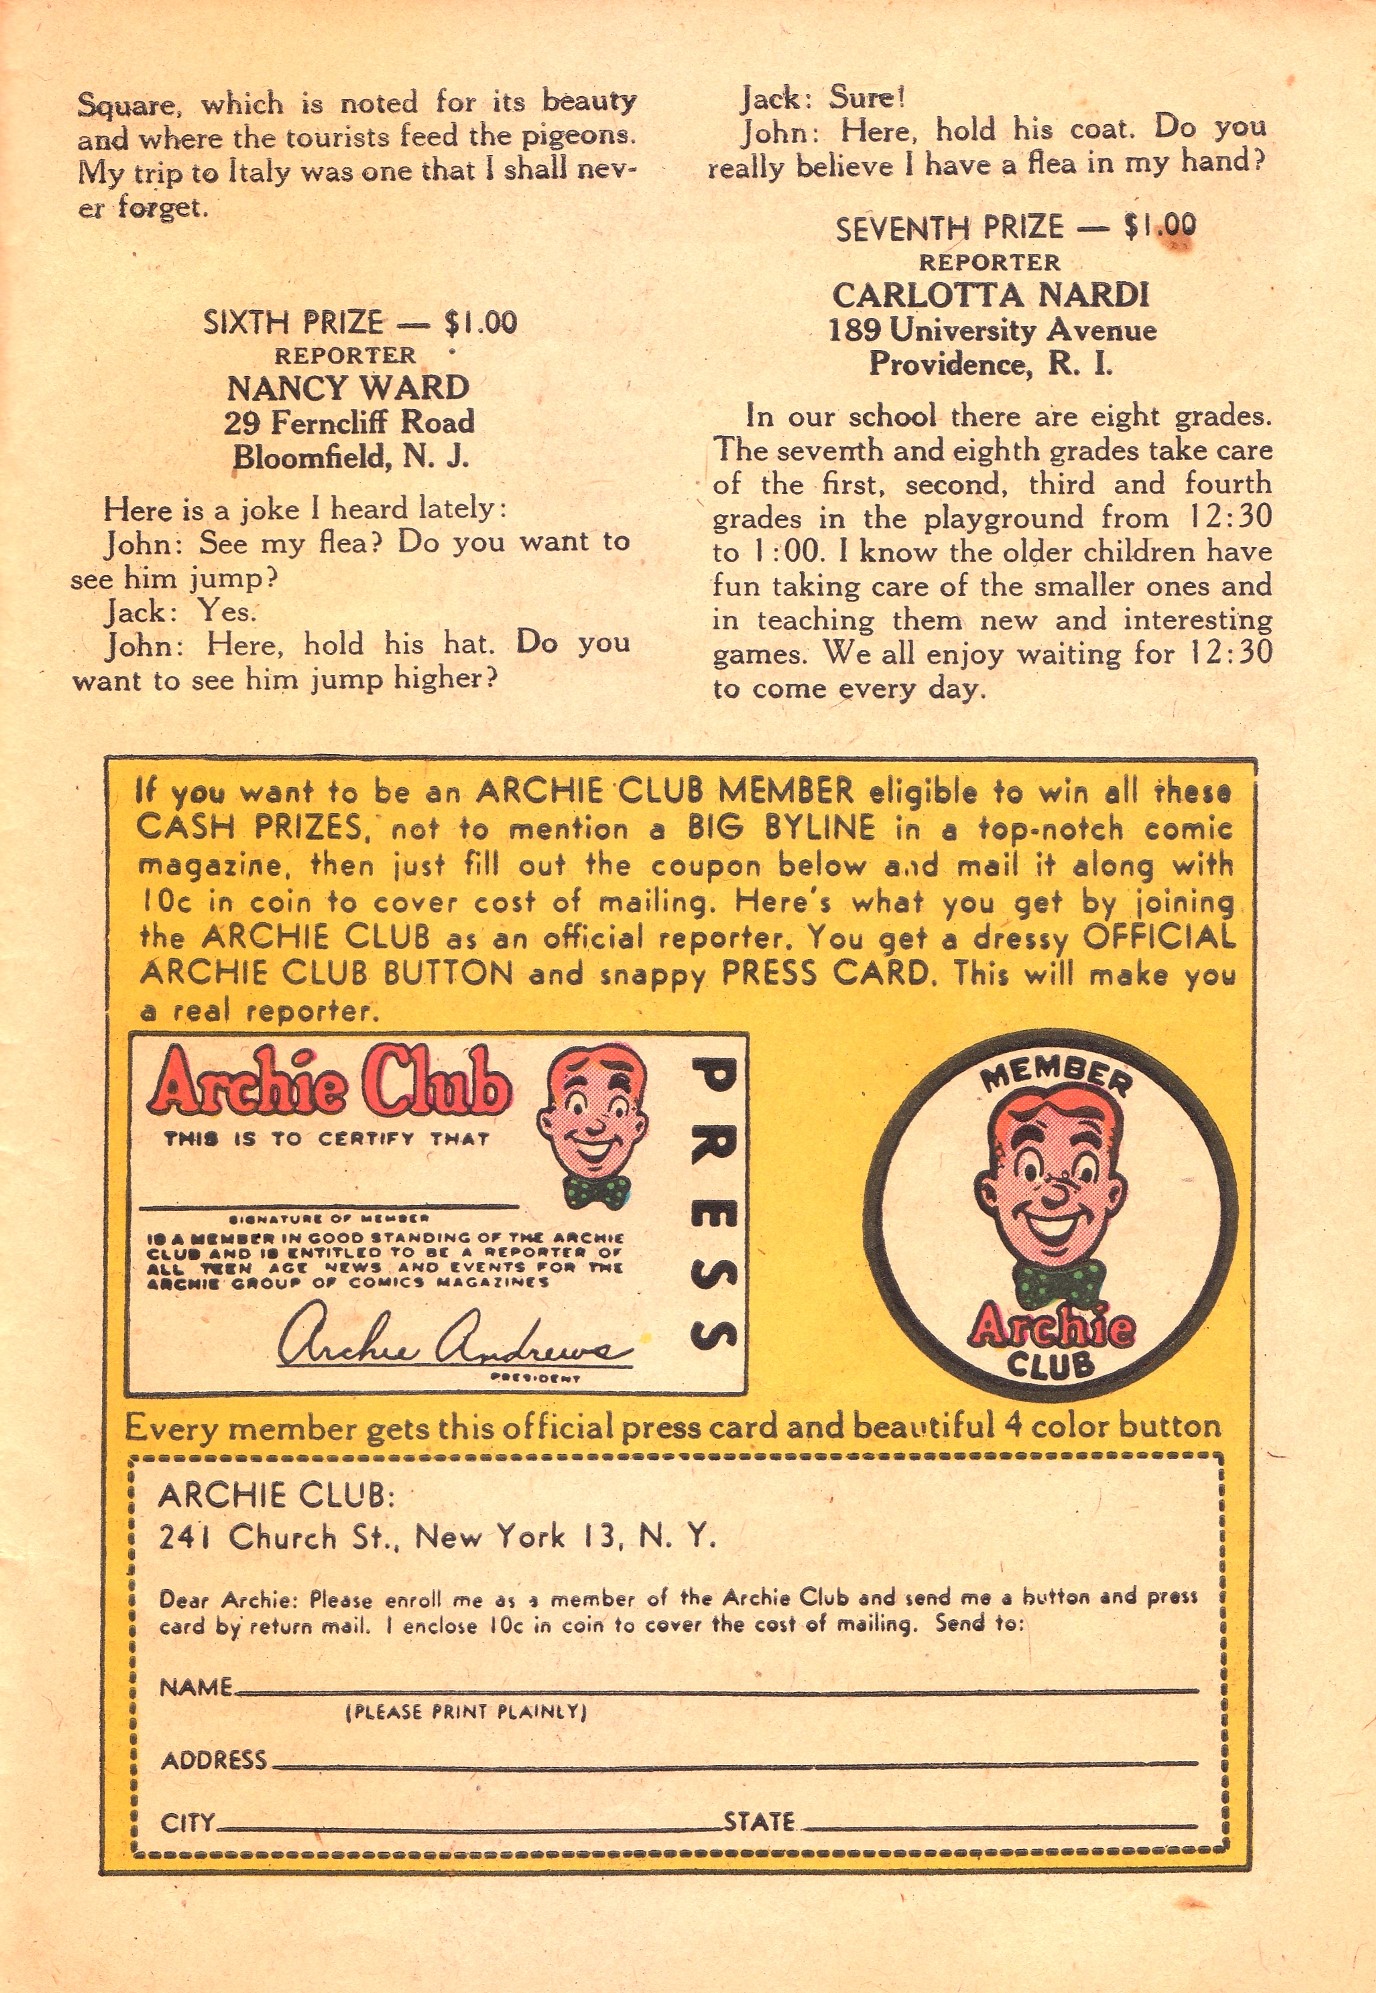 Square, which is noted for its beauty
and where the tourists feed the pigeons.
My trip to Italy was one that I shall nev-
er forget.
SIXTH PRIZE — $1.00
REPORTER
NANCY WARD
29 Ferncliff Road
Bloomfield, N. J.
Here is a joke I heard lately:
John: See my flea? Do you want to
see him jump?
Jack: Yes.
John: Here, hold his hat. Do you
want to see him jump higher?
Jack: Sure!
John: Here, hold his coat. Do you
really believe I have a flea in my hand?
SEVENTH PRIZE — $1.00
REPORTER
CARLOTTA NARDI
189 University Avenue
Providence, R. I.
In our school there are eight grades.
The seventh and eighth grades take care
of the first, second, third and fourth
grades in the playground from 12:30
to 1:00. I know the older children have
fun taking care of the smaller ones and
in teaching them new and interesting
games. We all enjoy waiting for 12:30
to come every day.
If you want to be an ARCHIE CLUB MEMBER eligible to win all these
CASH PRIZES, not to mention a BIG BYLINE in a top-notch comic
magazine, then just fill out the coupon below and mail it along with
10c in coin to cover cost of mailing. Here's what you get by joining
the ARCHIE CLUB as an official reporter. You get a dressy OFFICIAL
ARCHIE CLUB BUTTON and snappy PRESS CARD. This will make you
a real reporter.
Archie Club
THIS IS TO CERTIFY THAT
SIGNATURE OF MEMBER
IS A MEMBER IN GOOD STANDING OF THE ARCHIE
CLUB AND IS ENTITLED TO BE A REPORTER OF
ALL TEEN AGE NEWS AND EVENTS FOR THE
ARCHIE GROUP OF COMICS MAGAZINES
Archie Andrews
PRESIDENT
PRESS
MEMBER
Archie
CLUB
Every member gets this official press card and beautiful 4 color button
ARCHIE CLUB:
241 Church St., New York 13, N. Y.
Dear Archie: Please enroll me as a member of the Archie Club and send me a button and press
card by return mail. I enclose 10c in coin to cover the cost of mailing. Send to:
NAME
(PLEASE PRINT PLAINLY)
ADDRESS
CITY STATE